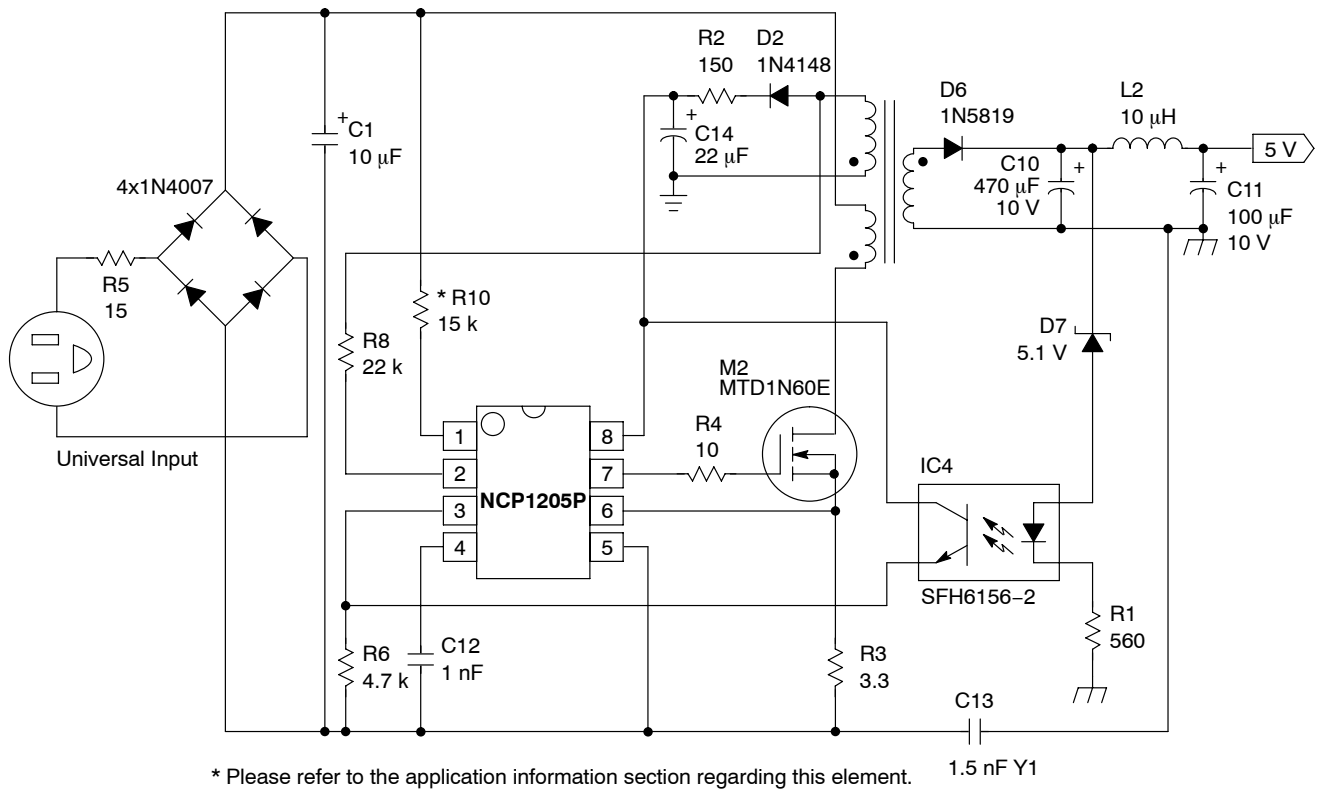 R2
150
D2
1N4148
D6
1N5819
L2
10 μH
+
C1
10 μF
+
C14
22 μF
C10
470 μF
10 V
+
5 V
+
C11
100 μF
10 V
4x1N4007
R5
15
* R10
15 k
R8
22 k
D7
5.1 V
M2
MTD1N60E
R4
10
Universal Input
1
2
3
4
NCP1205P
8
7
6
5
IC4
SFH6156−2
R1
560
R6
4.7 k
C12
1 nF
R3
3.3
C13
1.5 nF Y1
* Please refer to the application information section regarding this element.